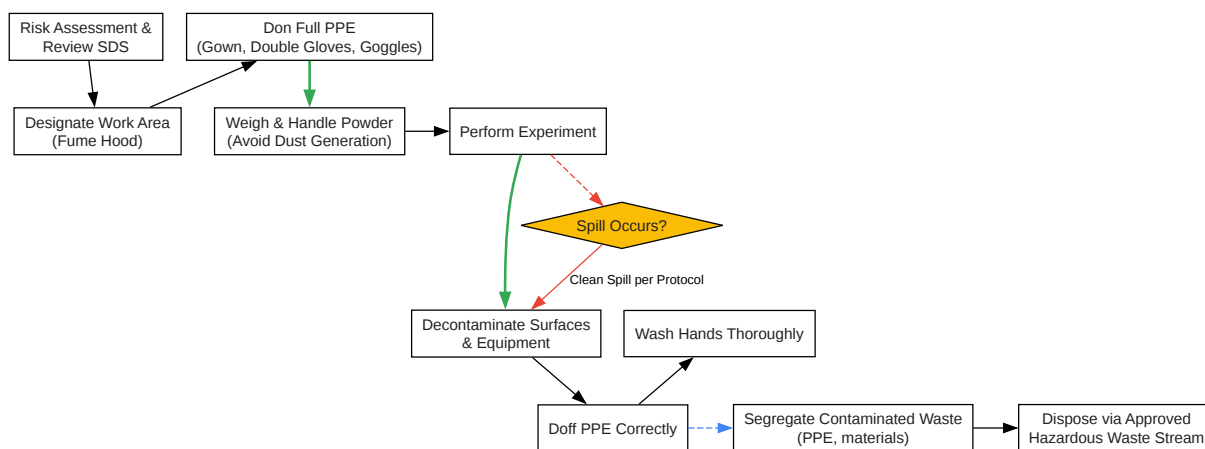 Risk Assessment &
Review SDS
Don Full PPE
(Gown, Double Gloves, Goggles)
Designate Work Area
(Fume Hood)
Weigh & Handle Powder
(Avoid Dust Generation)
Perform Experiment
Spill Occurs?
Clean Spill per Protocol
Decontaminate Surfaces
& Equipment
Wash Hands Thoroughly
Doff PPE Correctly
Segregate Contaminated Waste
(PPE, materials)
Dispose via Approved
Hazardous Waste Stream